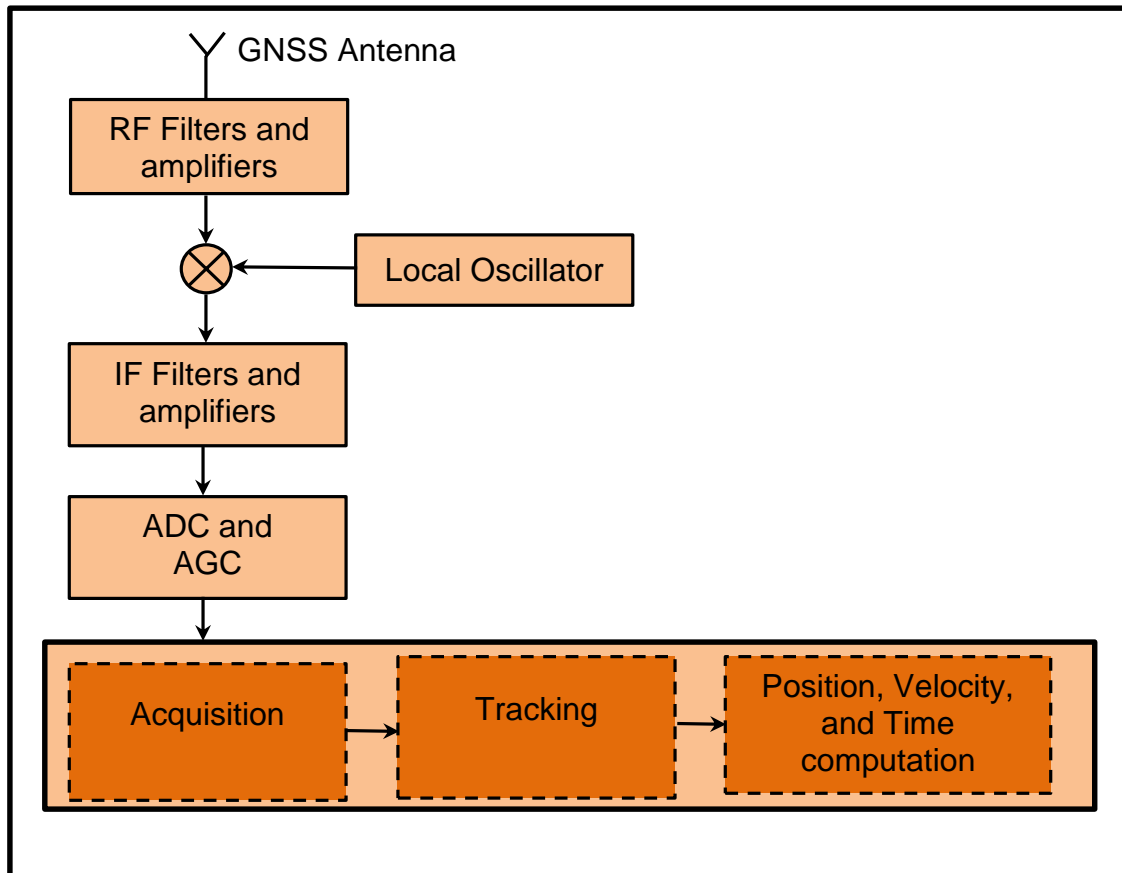 GNSS Antenna
RF Filters and
amplifiers
Local Oscillator
IF Filters and
amplifiers
ADC and
AGC
Acquisition
Tracking
Position, Velocity,
and Time
computation